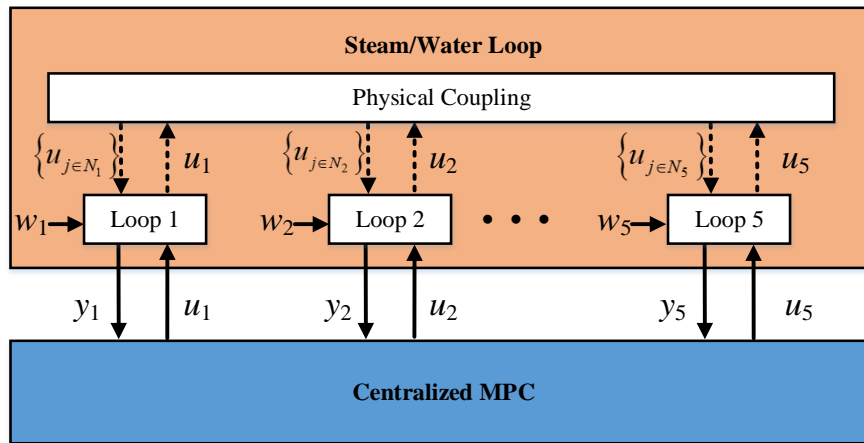 Steam/Water Loop
Physical Coupling
{u_{j∈N_1}} u_1 {u_{j∈N_2}} u_2 {u_{j∈N_5}} u_5
w_1 Loop 1 w_2 Loop 2 • • • w_5 Loop 5
y_1 u_1 y_2 u_2 y_5 u_5
Centralized MPC